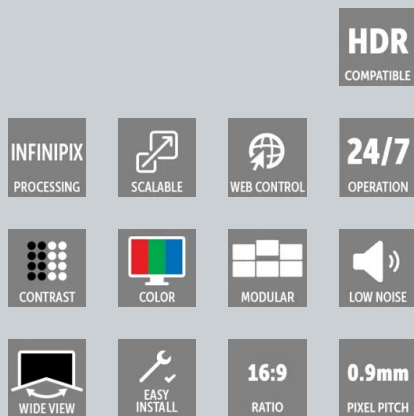 HDR
COMPATIBLE
INFINIPIX
PROCESSING
SCALABLE
WEB CONTROL
24/7
OPERATION
CONTRAST
COLOR
MODULAR
LOW NOISE
WIDE VIEW
EASY
INSTALL
16:9
RATIO
0.9mm
PIXEL PITCH